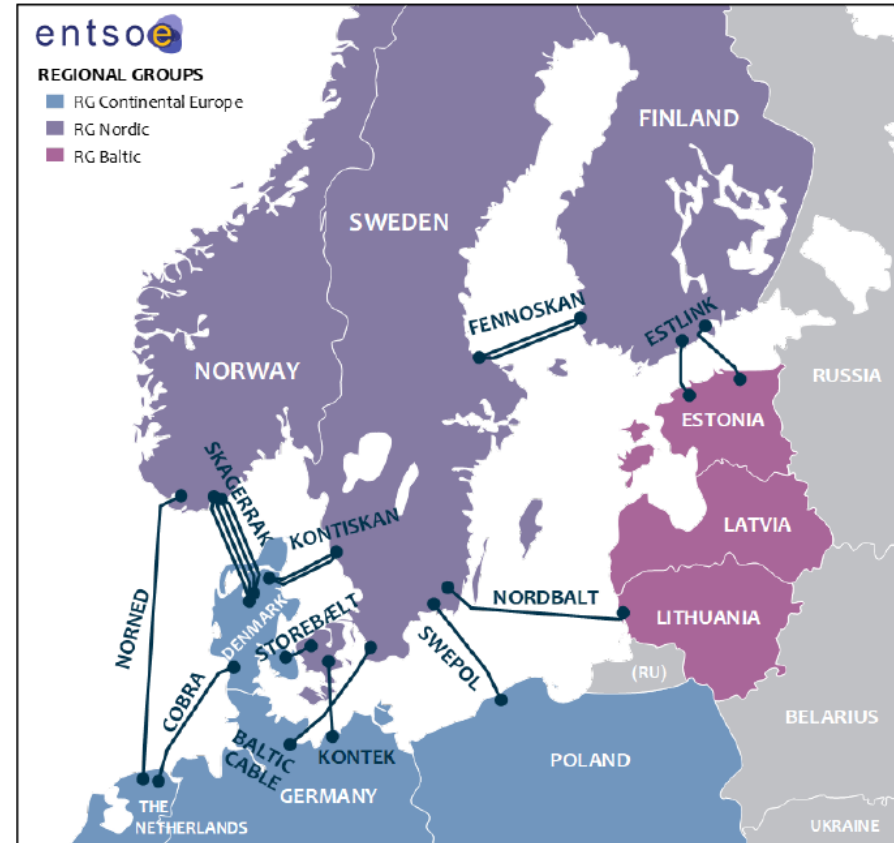 entsoe
REGIONAL GROUPS
RG Continental Europe
RG Nordic
RG Baltic
FINLAND
SWEDEN
FENNOSKAN
ESTLINK
NORWAY
RUSSIA
ESTONIA
SKAGERRAK
KONTISKAN
LATVIA
NORDBALT
LITHUANIA
DENMARK
STOREBÆLT
NORNED
SWEPOL
(RU)
COBRA
BELARIUS
BALTIC
CABLE
KONTEK
POLAND
GERMANY
THE
NETHERLANDS
UKRAINE